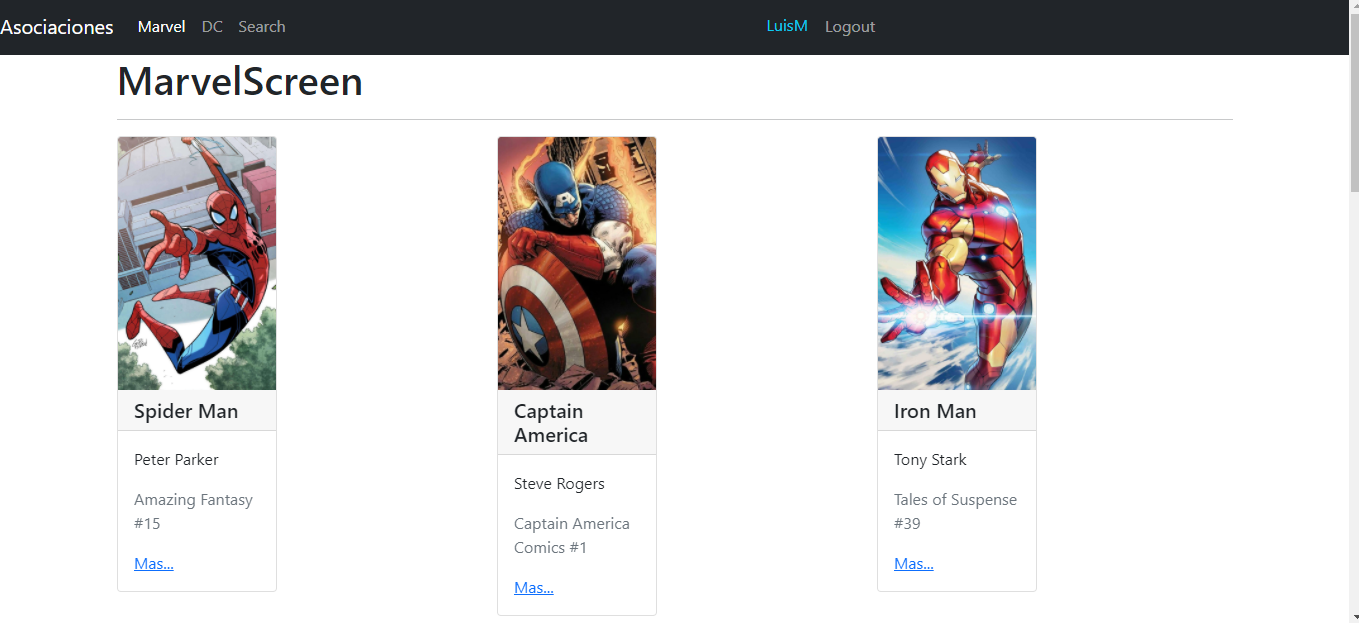 Asociaciones Marvel DC Search LuisM Logout
MarvelScreen
Spider Man
Peter Parker
Amazing Fantasy
#15
Mas...
Captain
America
Steve Rogers
Captain America
Comics #1
Mas...
Iron Man
Tony Stark
Tales of Suspense
#39
Mas...